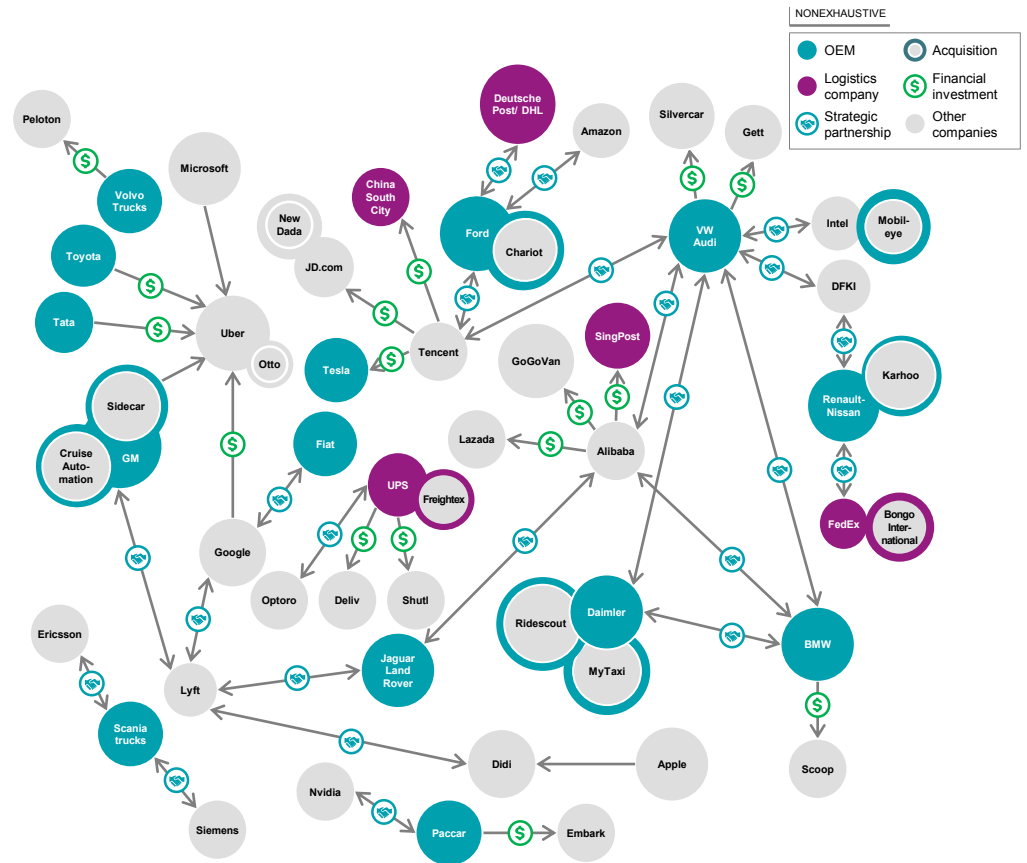 NONEXHAUSTIVE
OEM
Acquisition
Logistics
company
$
Financial
investment
Strategic
partnership
Other
companies
Peloton
$
Volvo
Trucks
Microsoft
Toyota
$
Tata
$
Uber
Otto
Sidecar
GM
Cruise
Auto-
mation
$
New
Dada
JD.com
China
South
City
$
$
Tesla
$
Tencent
Deutsche
Post/ DHL
Amazon
Ford
Chariot
Silvercar
Gett
$
$
VW
Audi
Intel
Mobil-
eye
DFKI
Renault-
Nissan
Karhoo
FedEx
Bongo
Inter-
national
SingPost
GoGoVan
$
$
Lazada
$
Alibaba
Fiat
Google
UPS
Freightex
$
$
Optoro
Deliv
Shutl
Ericsson
Lyft
Jaguar
Land
Rover
Ridescout
Daimler
MyTaxi
BMW
$
Scoop
Scania
trucks
Siemens
Didi
Apple
Nvidia
Paccar
$
Embark